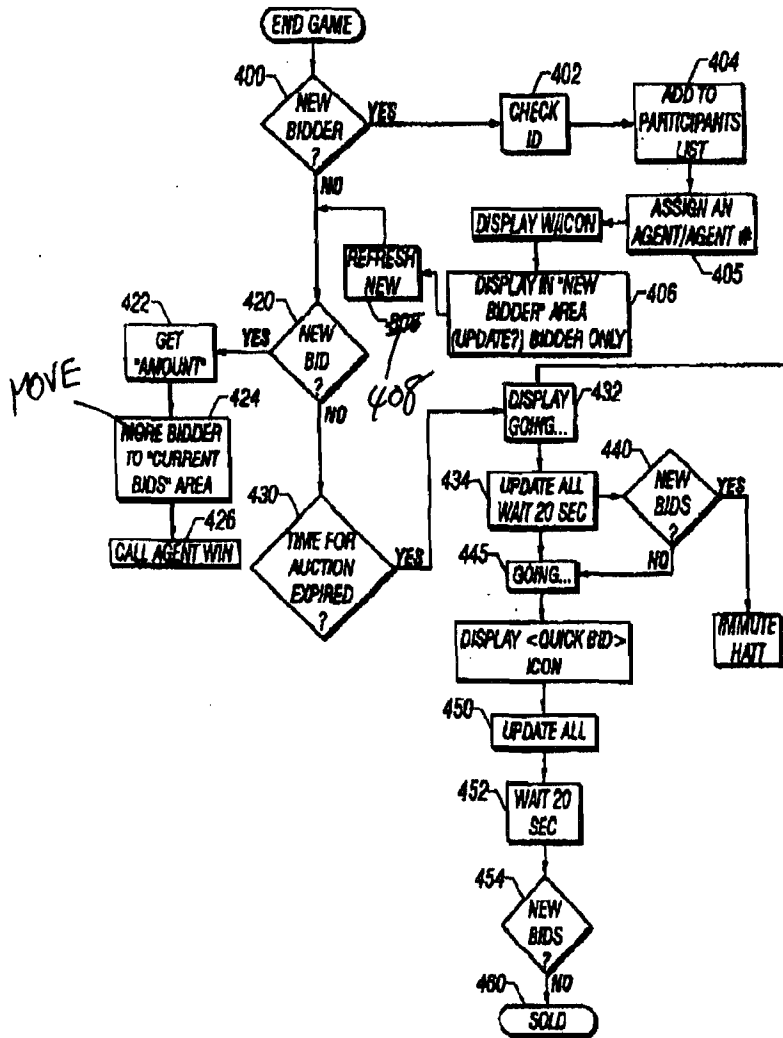 END GAME
400
NEW
BIDDER
?
YES
NO
402
CHECK
ID
404
ADD TO
PARTICIPANTS
LIST
ASSIGN AN
AGENT/AGENT #
405
DISPLAY W/ICON
406
DISPLAY IN "NEW
BIDDER" AREA
(UPDATE?) BIDDER ONLY
REFRESH
NEW
408
420
NEW
BID
?
YES
NO
422
GET
"AMOUNT"
MOVE
424
MORE BIDDER
TO "CURRENT
BIDS" AREA
426
CALL AGENT WIN
430
TIME FOR
AUCTION
EXPIRED
?
YES
432
DISPLAY
GOING...
434
UPDATE ALL
WAIT 20 SEC
440
NEW
BIDS
?
YES
NO
445
GOING...
IMMUTE
HATT
DISPLAY <QUICK BID>
ICON
450
UPDATE ALL
452
WAIT 20
SEC
454
NEW
BIDS
?
NO
460
SOLD